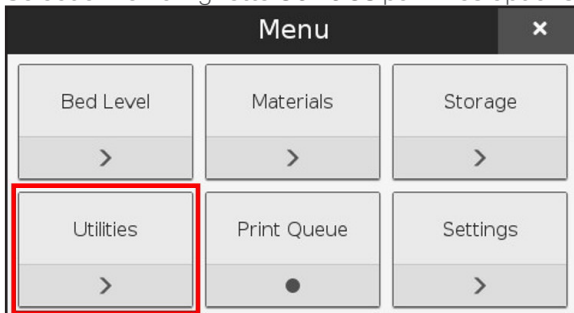 Menu ×
Bed Level Materials Storage
> > >
Utilities Print Queue Settings
> ● >